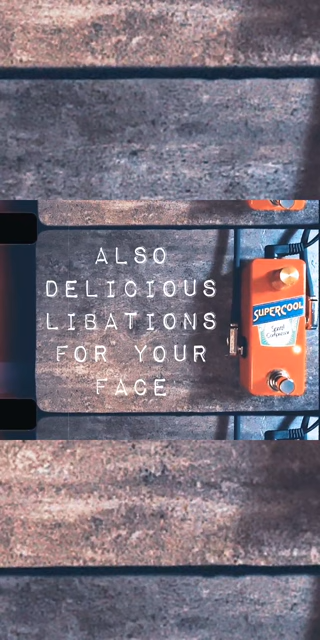 ALSO
DELICIOUS
LIBATIONS
FOR YOUR
FACE
SUPERCOOL